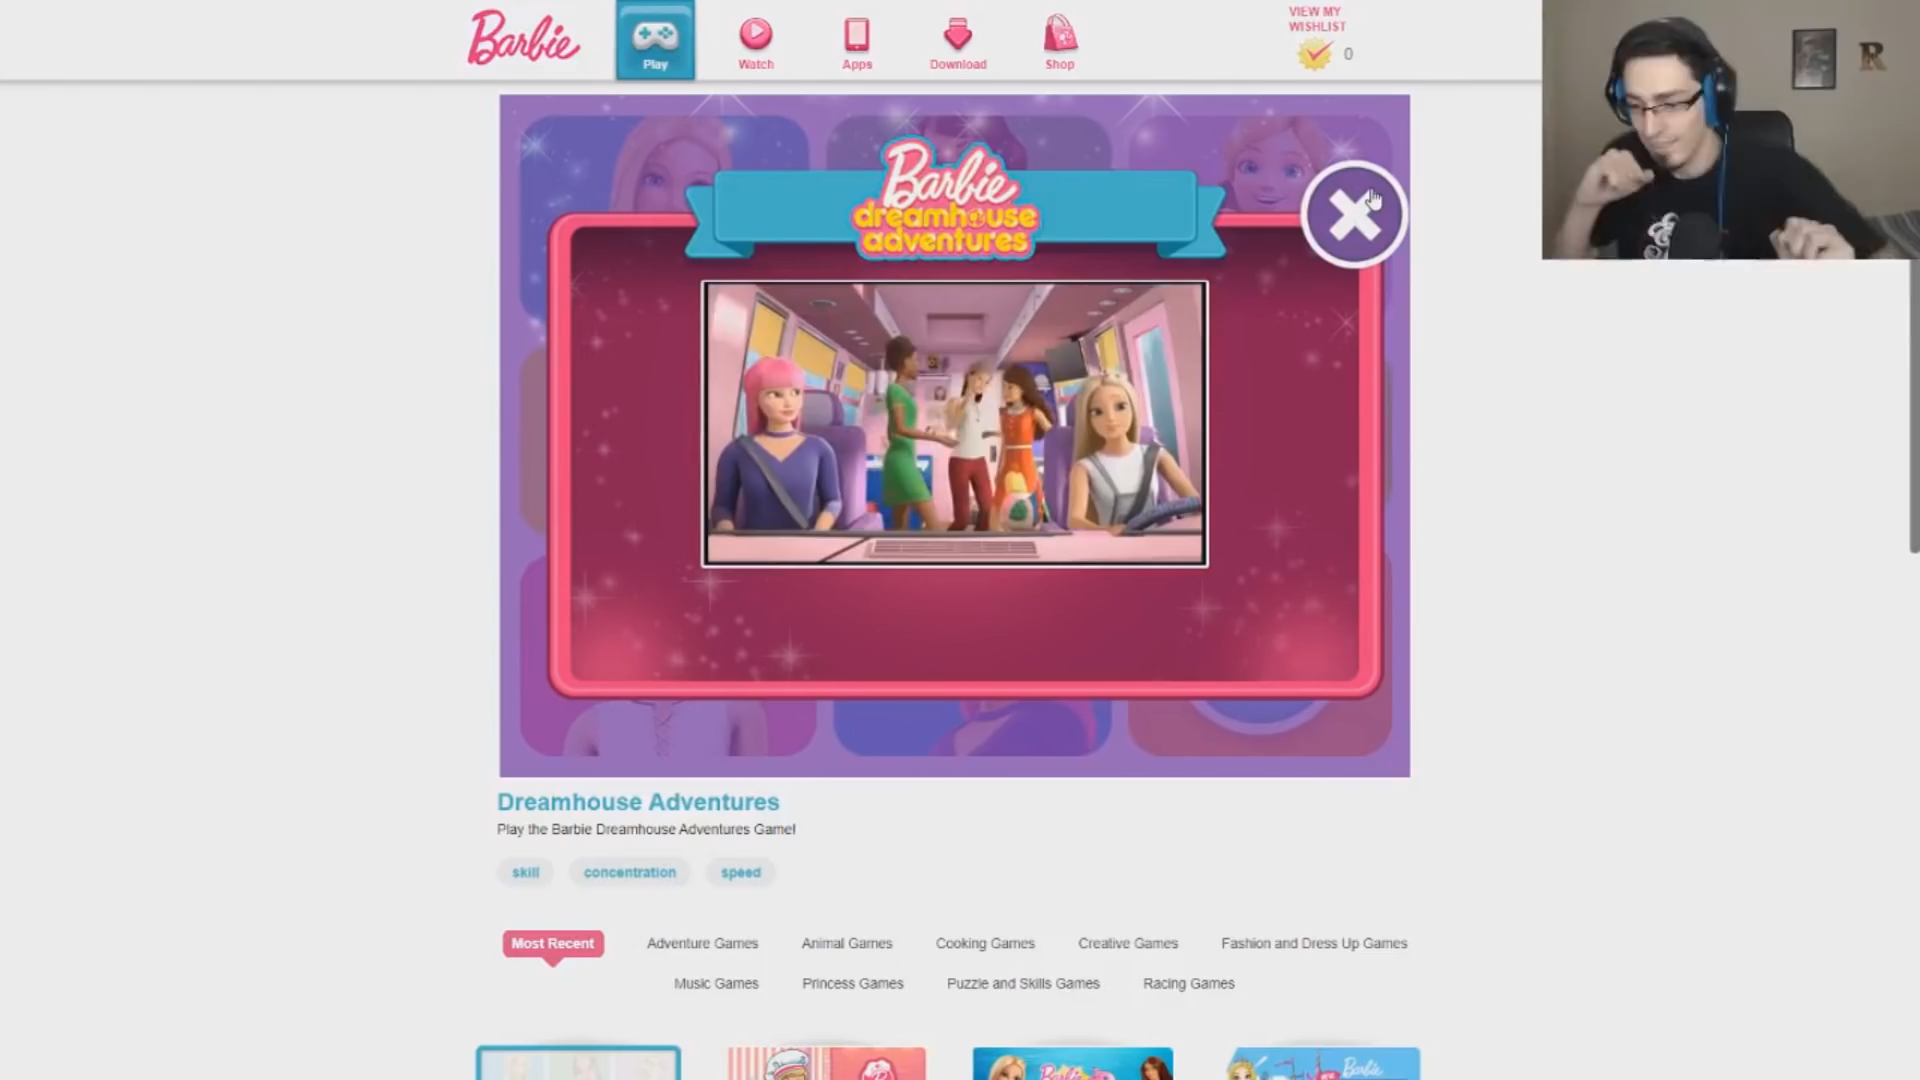 Barbie
Play
Watch
Apps
Download
Shop
VIEW MY
WISHLIST
0
R
Barbie
dreamhouse
adventures
Dreamhouse Adventures
Play the Barbie Dreamhouse Adventures Game!
skill
concentration
speed
Most Recent
Adventure Games
Animal Games
Cooking Games
Creative Games
Fashion and Dress Up Games
Music Games
Princess Games
Puzzle and Skills Games
Racing Games
Barbie
Barbie